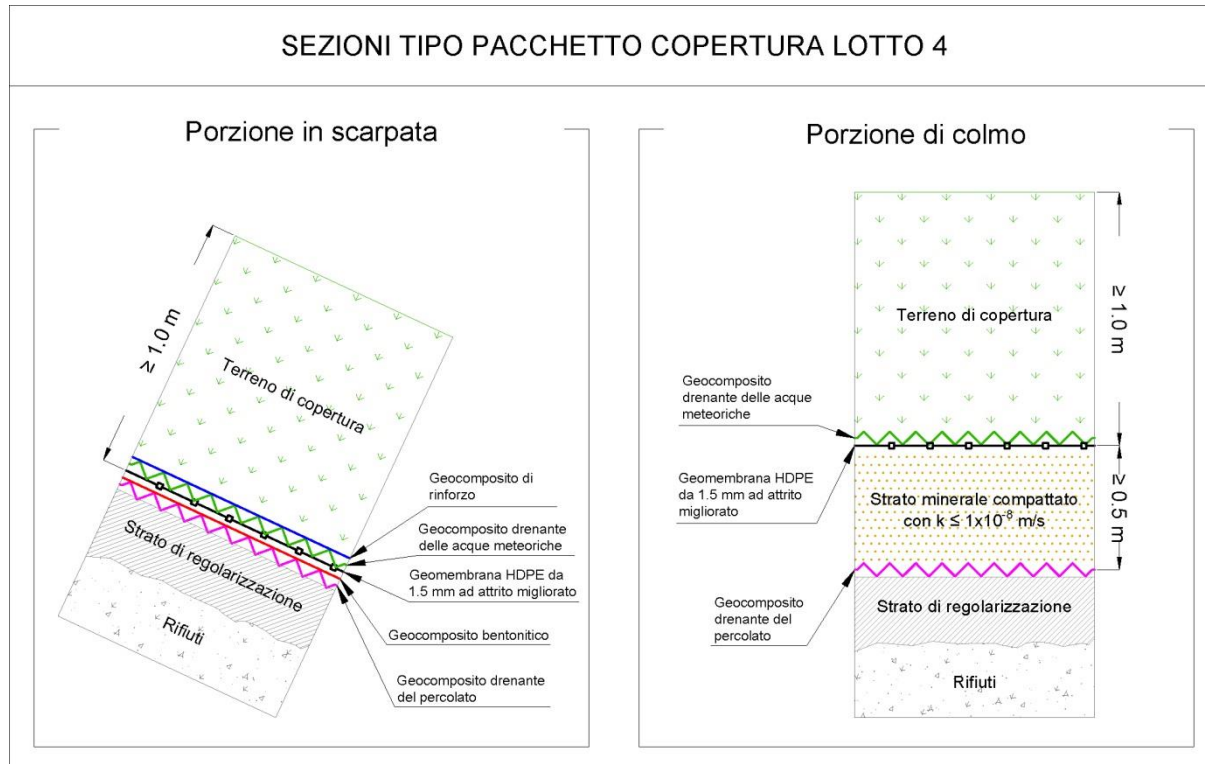 SEZIONI TIPO PACCHETTO COPERTURA LOTTO 4
Porzione in scarpata
≥ 1.0 m
Terreno di copertura
Geocomposito di
rinforzo
Geocomposito drenante
delle acque meteoriche
Geomembrana HDPE da
1.5 mm ad attrito migliorato
Geocomposito bentonitico
Geocomposito drenante
del percolato
Strato di regolarizzazione
Rifiuti
Porzione di colmo
Terreno di copertura
≥ 1.0 m
Geocomposito
drenante delle acque
meteoriche
Geomembrana HDPE
da 1.5 mm ad attrito
migliorato
Strato minerale compattato
con k ≤ 1x10⁻⁸ m/s
≥ 0.5 m
Geocomposito
drenante del
percolato
Strato di regolarizzazione
Rifiuti